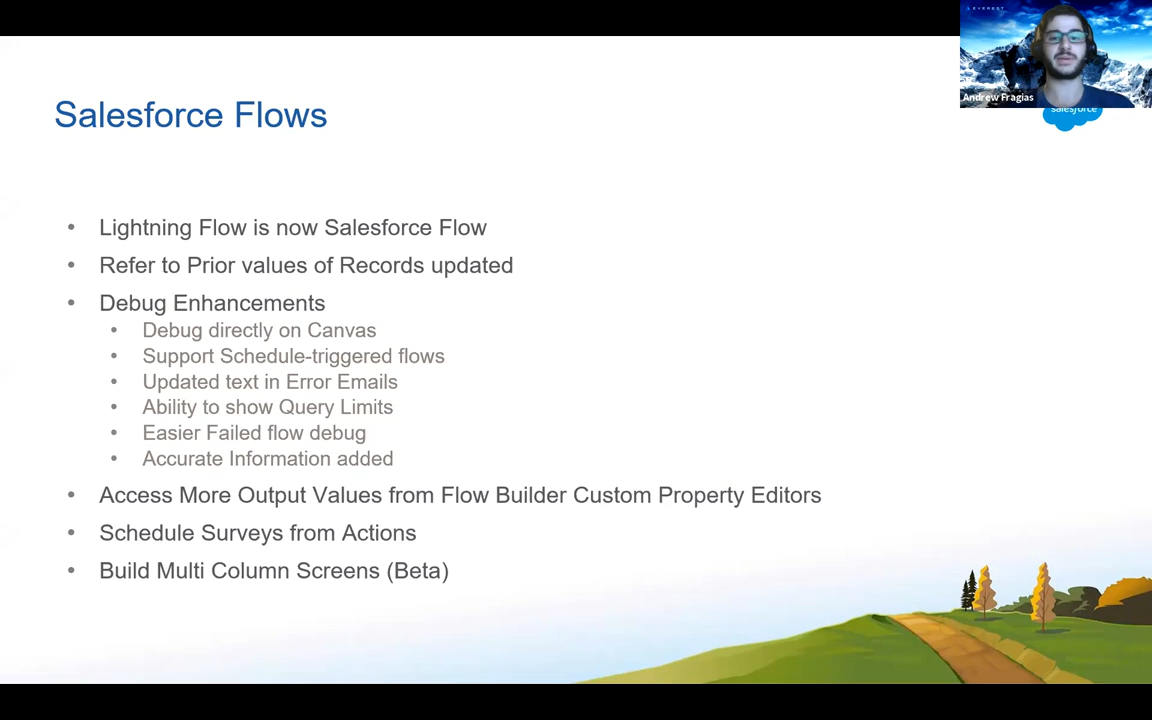 LEVEREST
Andrew Fragias
salesforce
Salesforce Flows
• Lightning Flow is now Salesforce Flow
• Refer to Prior values of Records updated
• Debug Enhancements
• Debug directly on Canvas
• Support Schedule-triggered flows
• Updated text in Error Emails
• Ability to show Query Limits
• Easier Failed flow debug
• Accurate Information added
• Access More Output Values from Flow Builder Custom Property Editors
• Schedule Surveys from Actions
• Build Multi Column Screens (Beta)